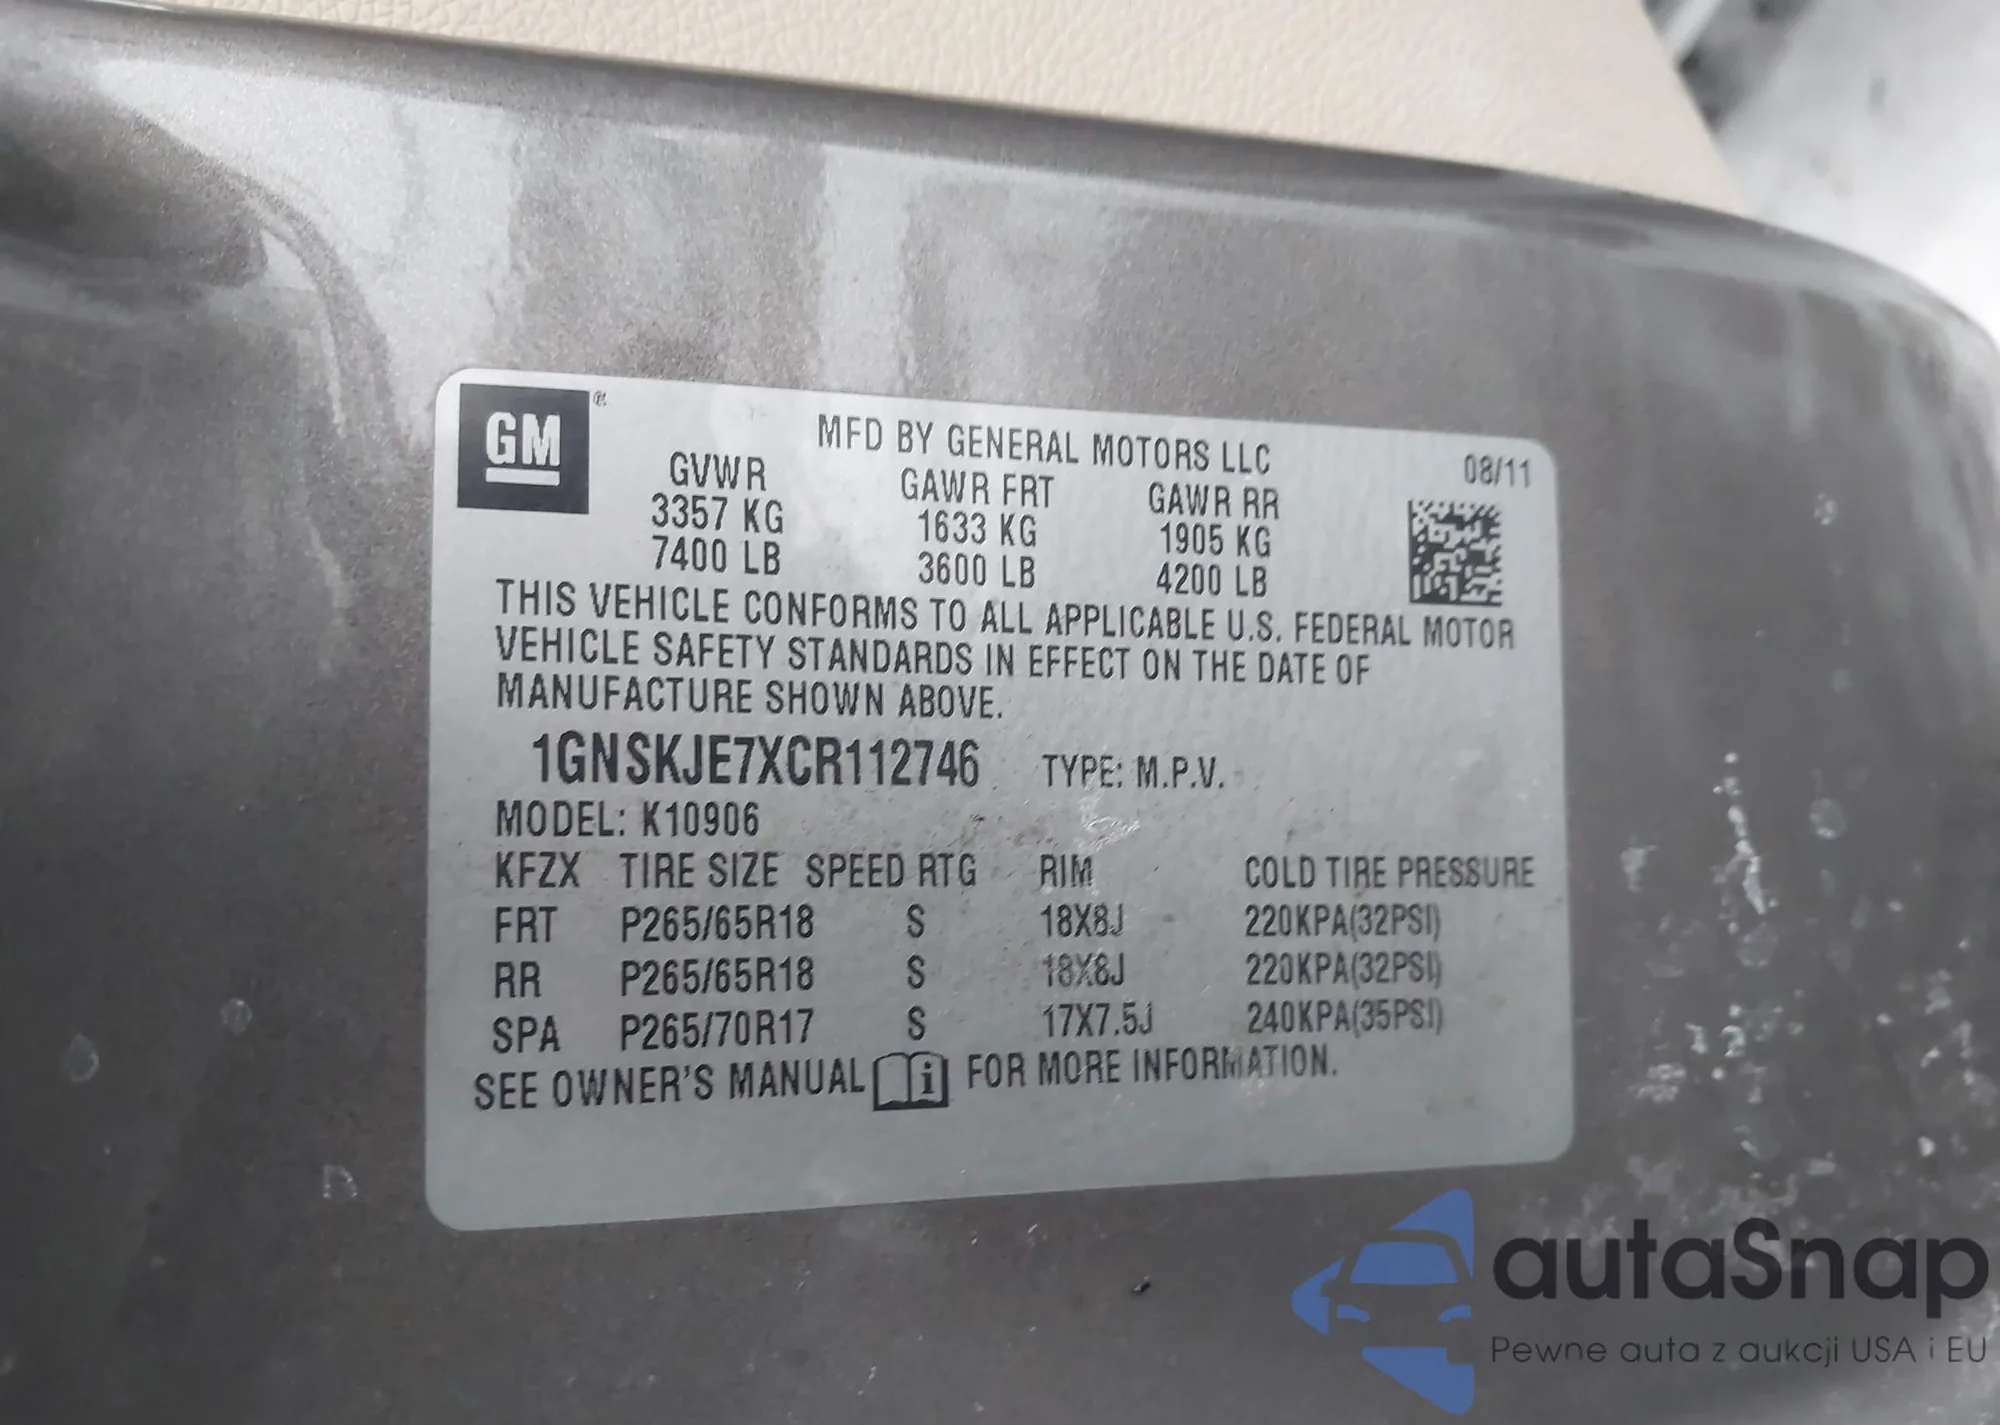 GM
MFD BY GENERAL MOTORS LLC
08/11
GVWR GAWR FRT GAWR RR
3357 KG 1633 KG 1905 KG
7400 LB 3600 LB 4200 LB
THIS VEHICLE CONFORMS TO ALL APPLICABLE U.S. FEDERAL MOTOR
VEHICLE SAFETY STANDARDS IN EFFECT ON THE DATE OF
MANUFACTURE SHOWN ABOVE.
1GNSKJE7XCR112746 TYPE: M.P.V.
MODEL: K10906
KFZX TIRE SIZE SPEED RTG RIM COLD TIRE PRESSURE
FRT P265/65R18 S 18X8J 220KPA(32PSI)
RR P265/65R18 S 18X8J 220KPA(32PSI)
SPA P265/70R17 S 17X7.5J 240KPA(35PSI)
SEE OWNER'S MANUAL i FOR MORE INFORMATION.
autaSnap
Pewne auta z aukcji USA i EU